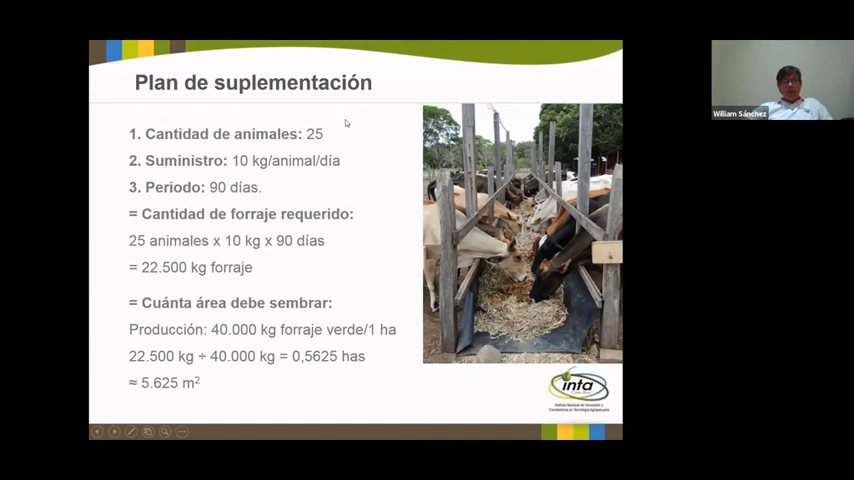 Plan de suplementación
1. Cantidad de animales: 25
2. Suministro: 10 kg/animal/día
3. Periodo: 90 días.
= Cantidad de forraje requerido:
25 animales x 10 kg x 90 días
= 22.500 kg forraje
= Cuánta área debe sembrar:
Producción: 40.000 kg forraje verde/1 ha
22.500 kg ÷ 40.000 kg = 0,5625 has
≈ 5.625 m²
inta
Instituto Nacional de Innovación y
Transferencia en Tecnología Agropecuaria
William Sánchez